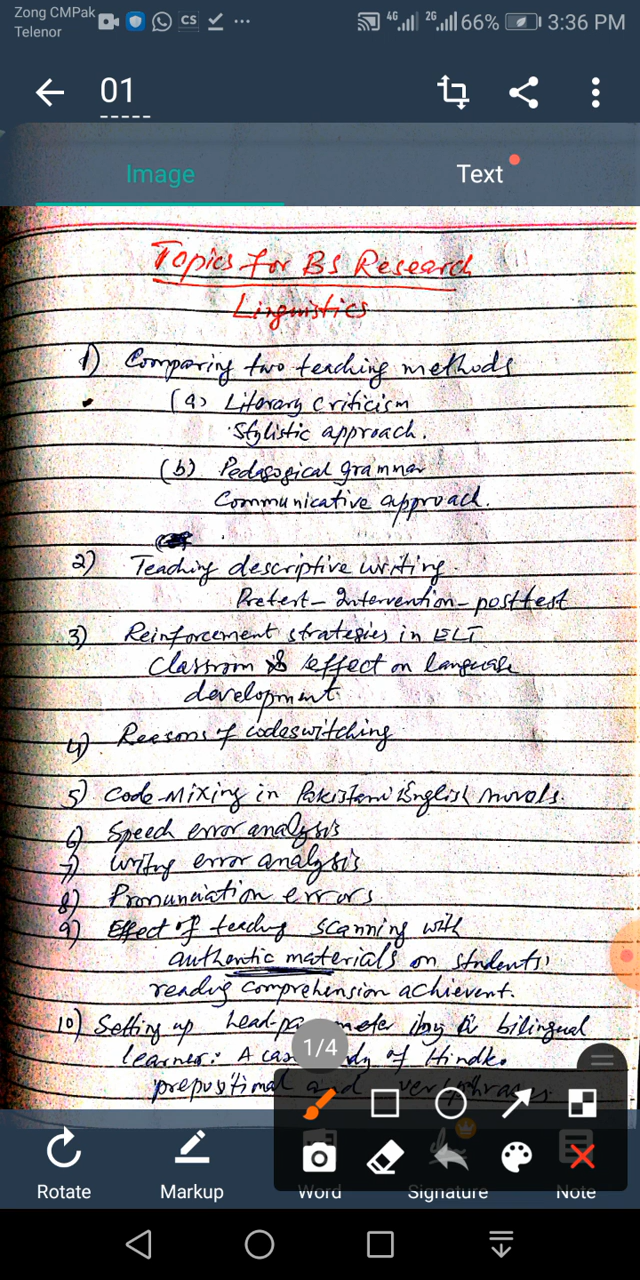 Zong CMPak
Telenor
CS
4G
2G
66%
3:36 PM
01
Image
Text
Topics for BS Research
Linguistics
1) Comparing two teaching methods
(a) Literary criticism
Stylistic approach.
(b) Pedagogical grammar
Communicative approach.
2) Teaching descriptive writing.
Pretest - Intervention - posttest
3) Reinforcement strategies in ELT
Classroom & effect on language
development.
4) Reasons of codeswitching
5) Code-Mixing in Pakistani English novels.
6) Speech error analysis
7) Writing error analysis
8) Pronunciation errors
9) Effect of teaching scanning with
authentic materials on students'
reading comprehension achievent.
10) Setting up head- bilingual
learner: A of Hindko
prepositional and
1/4
Rotate
Markup
Word
Signature
Note